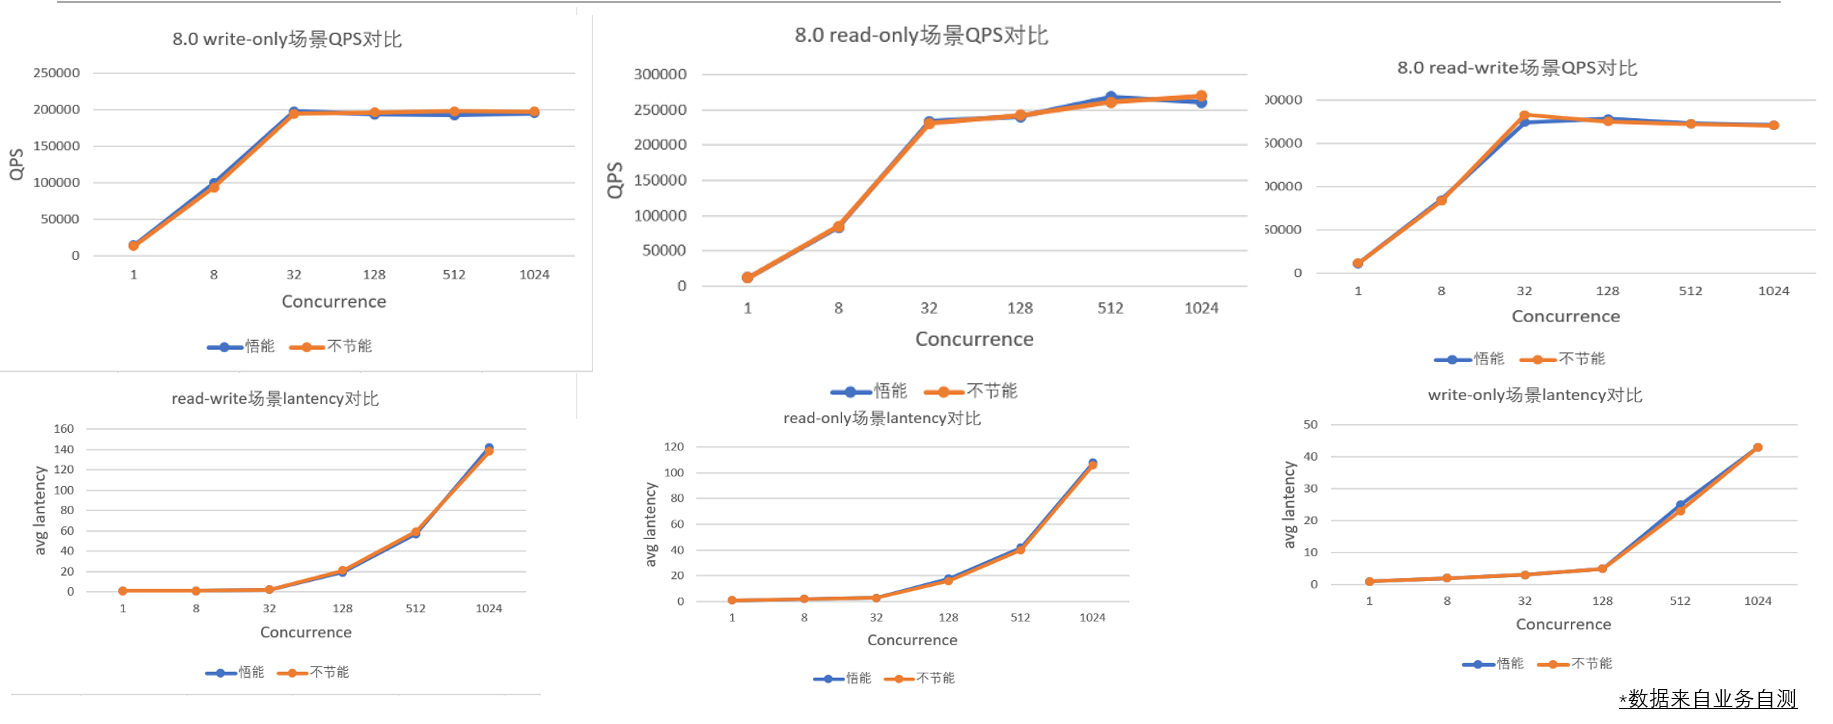 8.0 write-only场景QPS对比
250000
200000
150000
100000
50000
0
QPS
1 8 32 128 512 1024
Concurrence
悟能 不节能
8.0 read-only场景QPS对比
300000
250000
200000
150000
100000
50000
0
QPS
1 8 32 128 512 1024
Concurrence
悟能 不节能
8.0 read-write场景QPS对比
00000
50000
00000
50000
0
1 8 32 128 512 1024
Concurrence
悟能 不节能
read-write场景lantency对比
160
140
120
100
80
60
40
20
0
avg lantency
1 8 32 128 512 1024
Concurrence
悟能 不节能
read-only场景lantency对比
120
100
80
60
40
20
0
avg lantency
1 8 32 128 512 1024
Concurrence
悟能 不节能
write-only场景lantency对比
50
40
30
20
10
0
avg lantency
1 8 32 128 512 1024
Concurrence
悟能 不节能
*数据来自业务自测